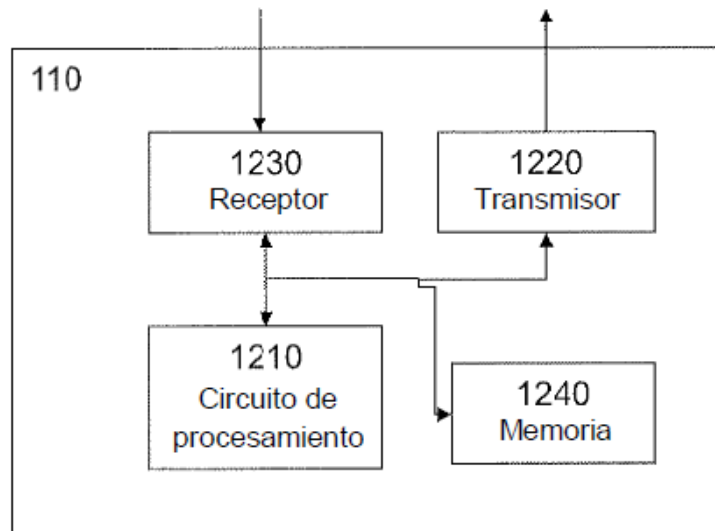 110
1230
Receptor
1220
Transmisor
1210
Circuito de
procesamiento
1240
Memoria